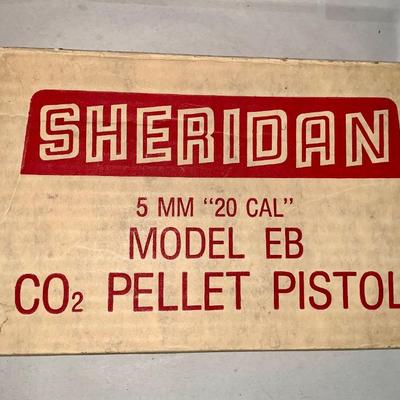 SHERIDAN
5 MM "20 CAL"
MODEL EB
CO₂ PELLET PISTOL